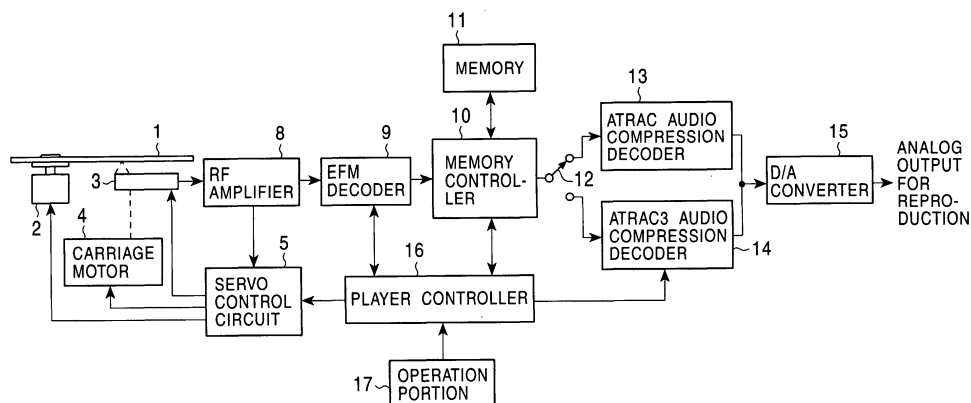 11
MEMORY
13
ATRAC AUDIO
COMPRESSION
DECODER
1
8
9
10
15
3
RF
AMPLIFIER
EFM
DECODER
MEMORY
CONTROL-
LER
12
D/A
CONVERTER
ANALOG
OUTPUT
FOR
REPRO-
DUCTION
2
4
CARRIAGE
MOTOR
5
SERVO
CONTROL
CIRCUIT
16
PLAYER CONTROLLER
ATRAC3 AUDIO
COMPRESSION
DECODER
14
17
OPERATION
PORTION